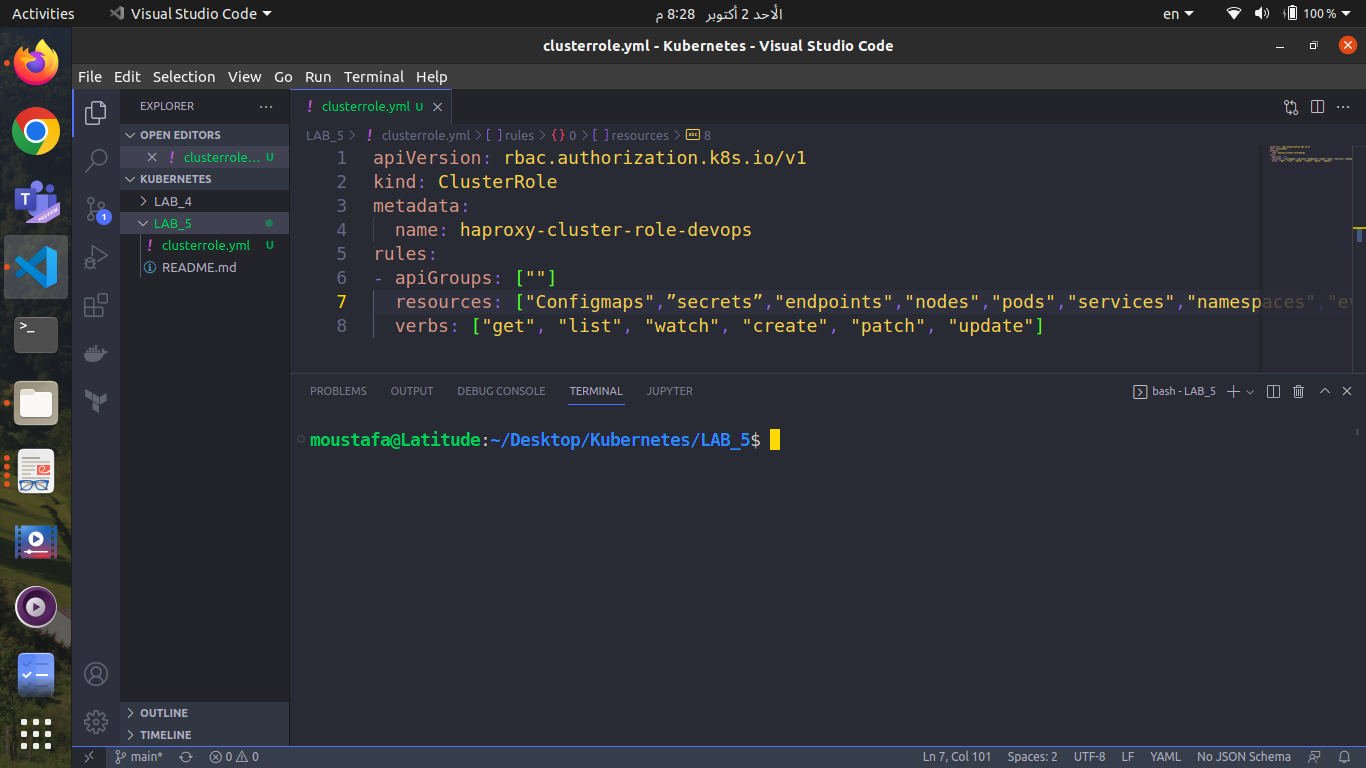 Activities Visual Studio Code الأحد 2 أكتوبر 8:28 م en 100 %
clusterrole.yml - Kubernetes - Visual Studio Code
File Edit Selection View Go Run Terminal Help
EXPLORER
OPEN EDITORS
clusterrole... U
KUBERNETES
LAB_4
LAB_5
clusterrole.yml U
README.md
OUTLINE
TIMELINE
1
PREVIEW
clusterrole.yml U
LAB_5 > clusterrole.yml > [ ] rules > {} 0 > [ ] resources > abc 8
1 apiVersion: rbac.authorization.k8s.io/v1
2 kind: ClusterRole
3 metadata:
4 name: haproxy-cluster-role-devops
5 rules:
6 - apiGroups: [""]
7 resources: ["Configmaps",”secrets”,"endpoints","nodes","pods","services","namespaces","ev
8 verbs: ["get", "list", "watch", "create", "patch", "update"]
PROBLEMS OUTPUT DEBUG CONSOLE TERMINAL JUPYTER bash - LAB_5
moustafa@Latitude:~/Desktop/Kubernetes/LAB_5$
main* 0 0 Ln 7, Col 101 Spaces: 2 UTF-8 LF YAML No JSON Schema